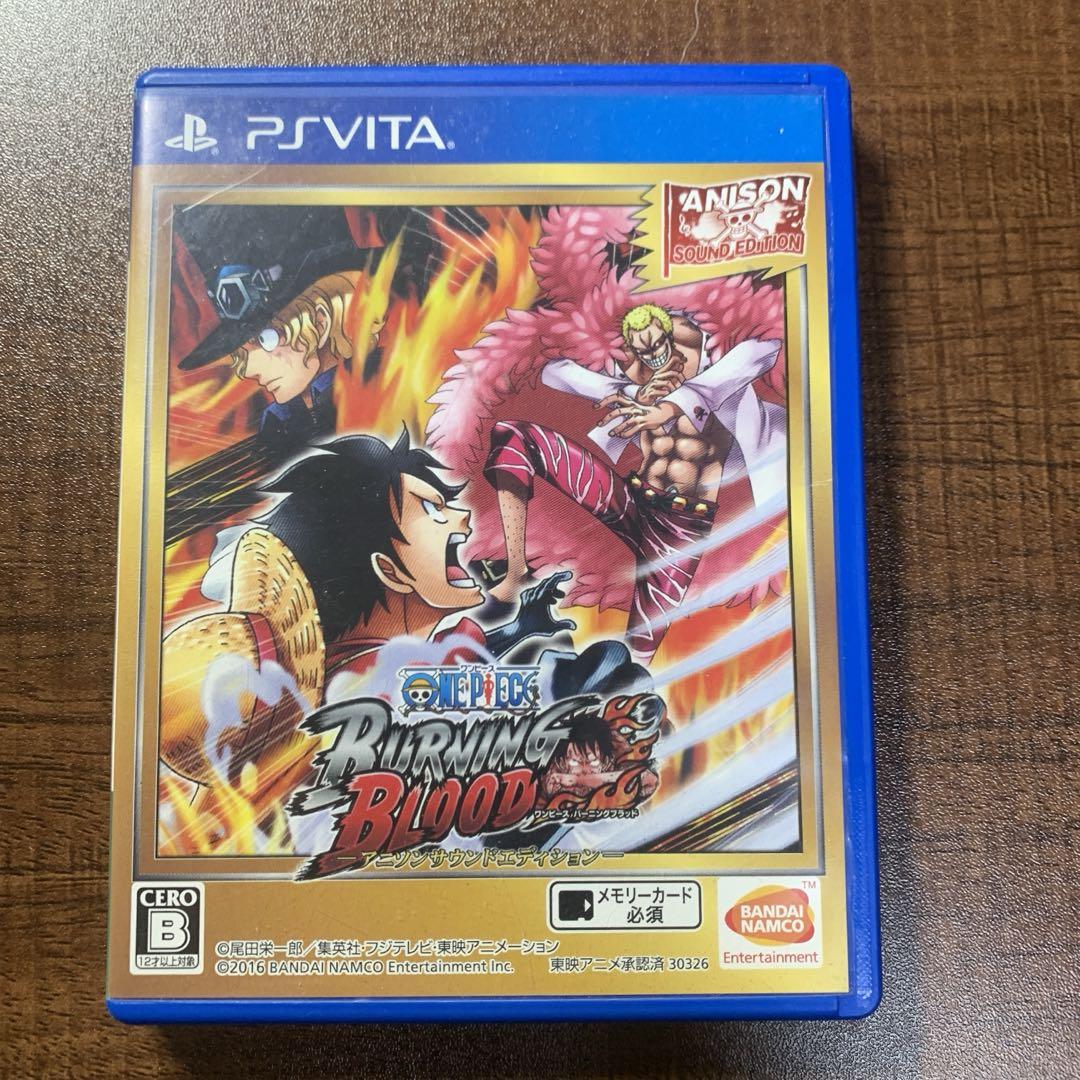 PSVITA
ANISON
SOUND EDITION
ワンピース
ONE PIECE
BURNING
BLOOD
ワンピース バーニングブラッド
―アニソンサウンドエディション―
CERO
B
12才以上対象
メモリーカード
必須
BANDAI
NAMCO
TM
Entertainment
©尾田栄一郎/集英社・フジテレビ・東映アニメーション
©2016 BANDAI NAMCO Entertainment Inc.
東映アニメ承認済 30326